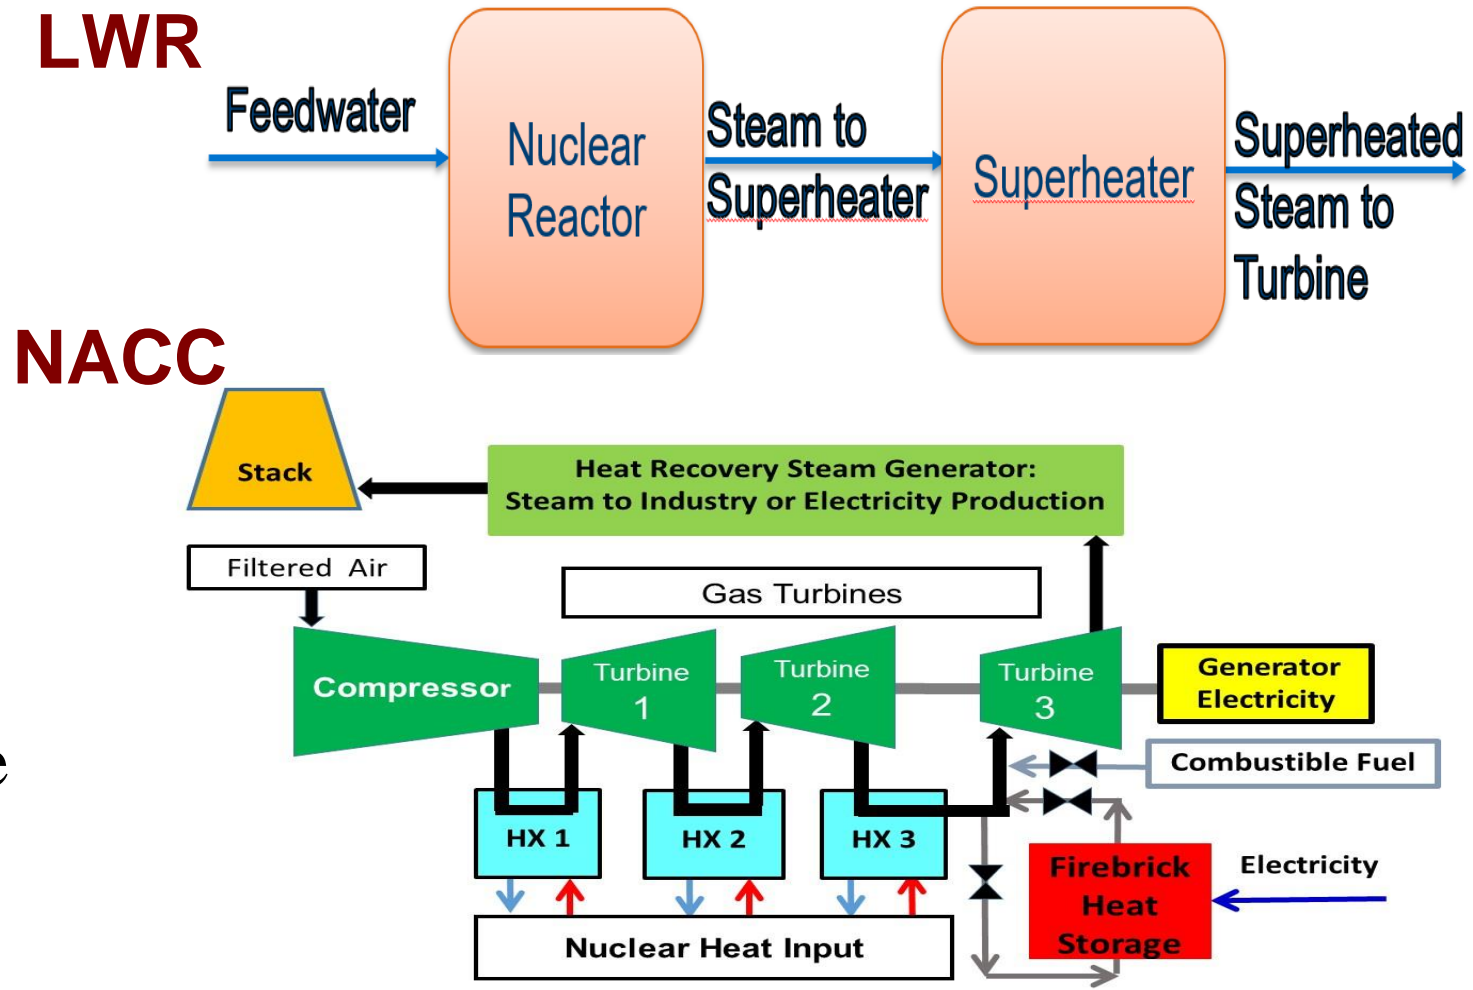 LWR
Feedwater
Nuclear
Reactor
Steam to
Superheater
Superheater
Superheated
Steam to
Turbine
NACC
Stack
Heat Recovery Steam Generator:
Steam to Industry or Electricity Production
Filtered Air
Gas Turbines
Compressor
Turbine
1
Turbine
2
Turbine
3
Generator
Electricity
Combustible Fuel
HX 1
HX 2
HX 3
Firebrick
Heat
Storage
Electricity
Nuclear Heat Input
e